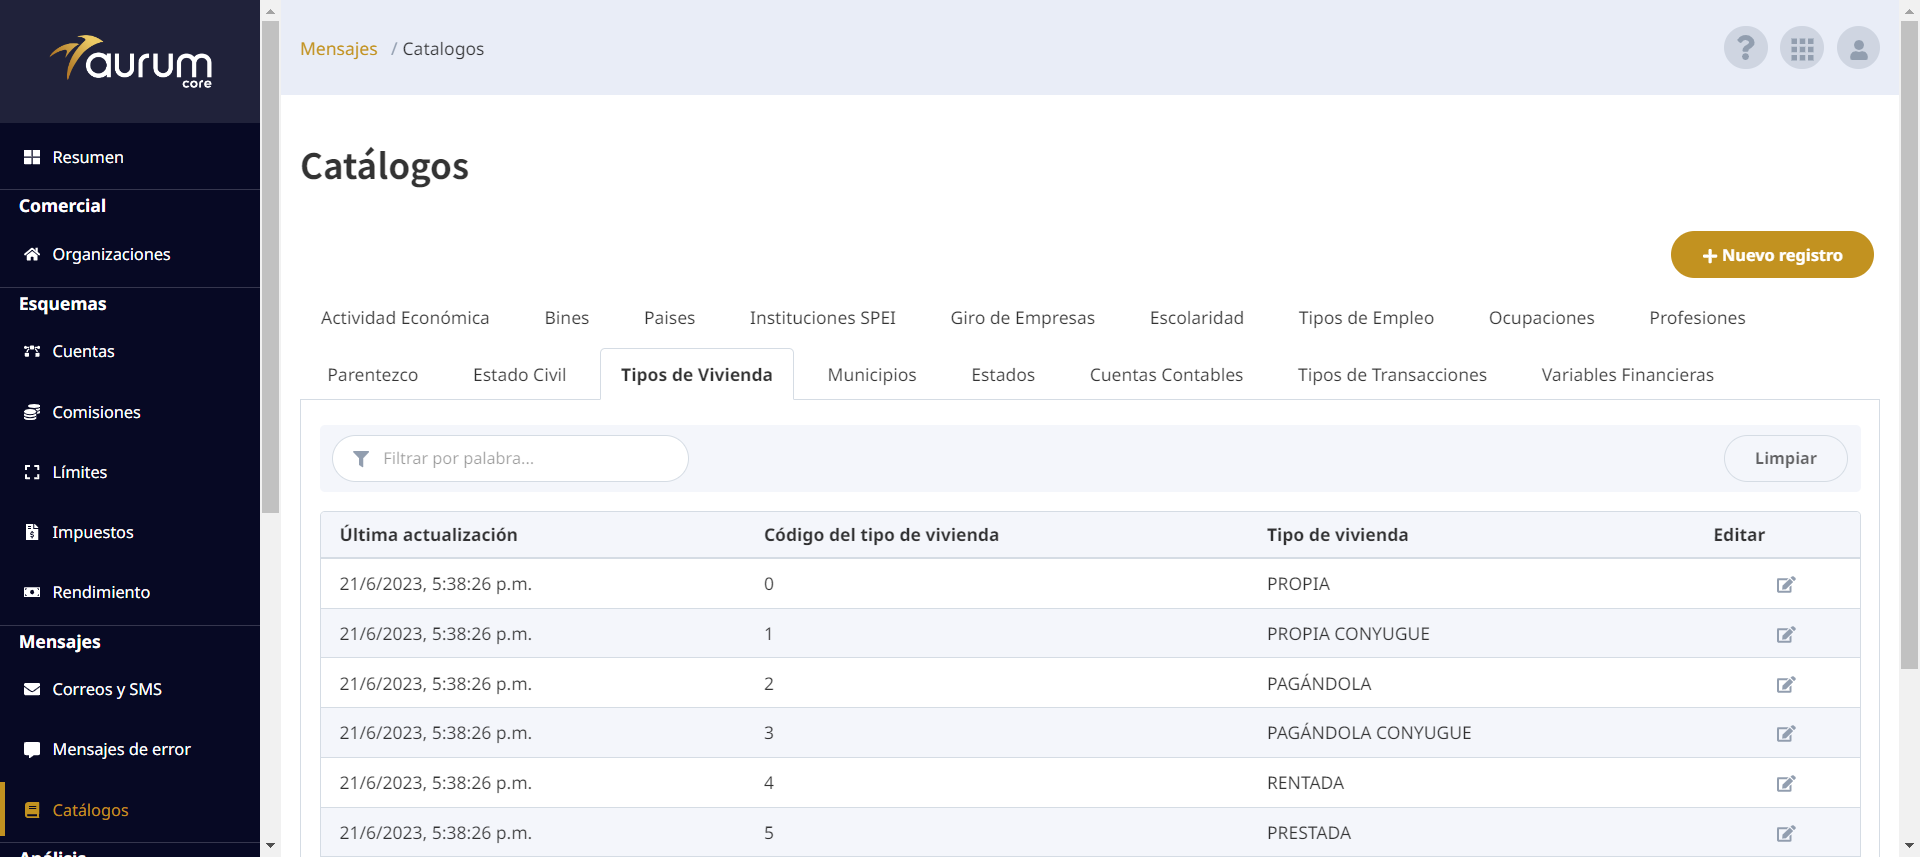 aurum
core
Mensajes / Catalogos
?
Resumen
Comercial
Organizaciones
Esquemas
Cuentas
Comisiones
Límites
Impuestos
Rendimiento
Mensajes
Correos y SMS
Mensajes de error
Catálogos
Análisis
Catálogos
+ Nuevo registro
Actividad Económica Bines Paises Instituciones SPEI Giro de Empresas Escolaridad Tipos de Empleo Ocupaciones Profesiones
Parentezco Estado Civil Tipos de Vivienda Municipios Estados Cuentas Contables Tipos de Transacciones Variables Financieras
Filtrar por palabra... Limpiar
Última actualización Código del tipo de vivienda Tipo de vivienda Editar
21/6/2023, 5:38:26 p.m. 0 PROPIA
21/6/2023, 5:38:26 p.m. 1 PROPIA CONYUGUE
21/6/2023, 5:38:26 p.m. 2 PAGÁNDOLA
21/6/2023, 5:38:26 p.m. 3 PAGÁNDOLA CONYUGUE
21/6/2023, 5:38:26 p.m. 4 RENTADA
21/6/2023, 5:38:26 p.m. 5 PRESTADA